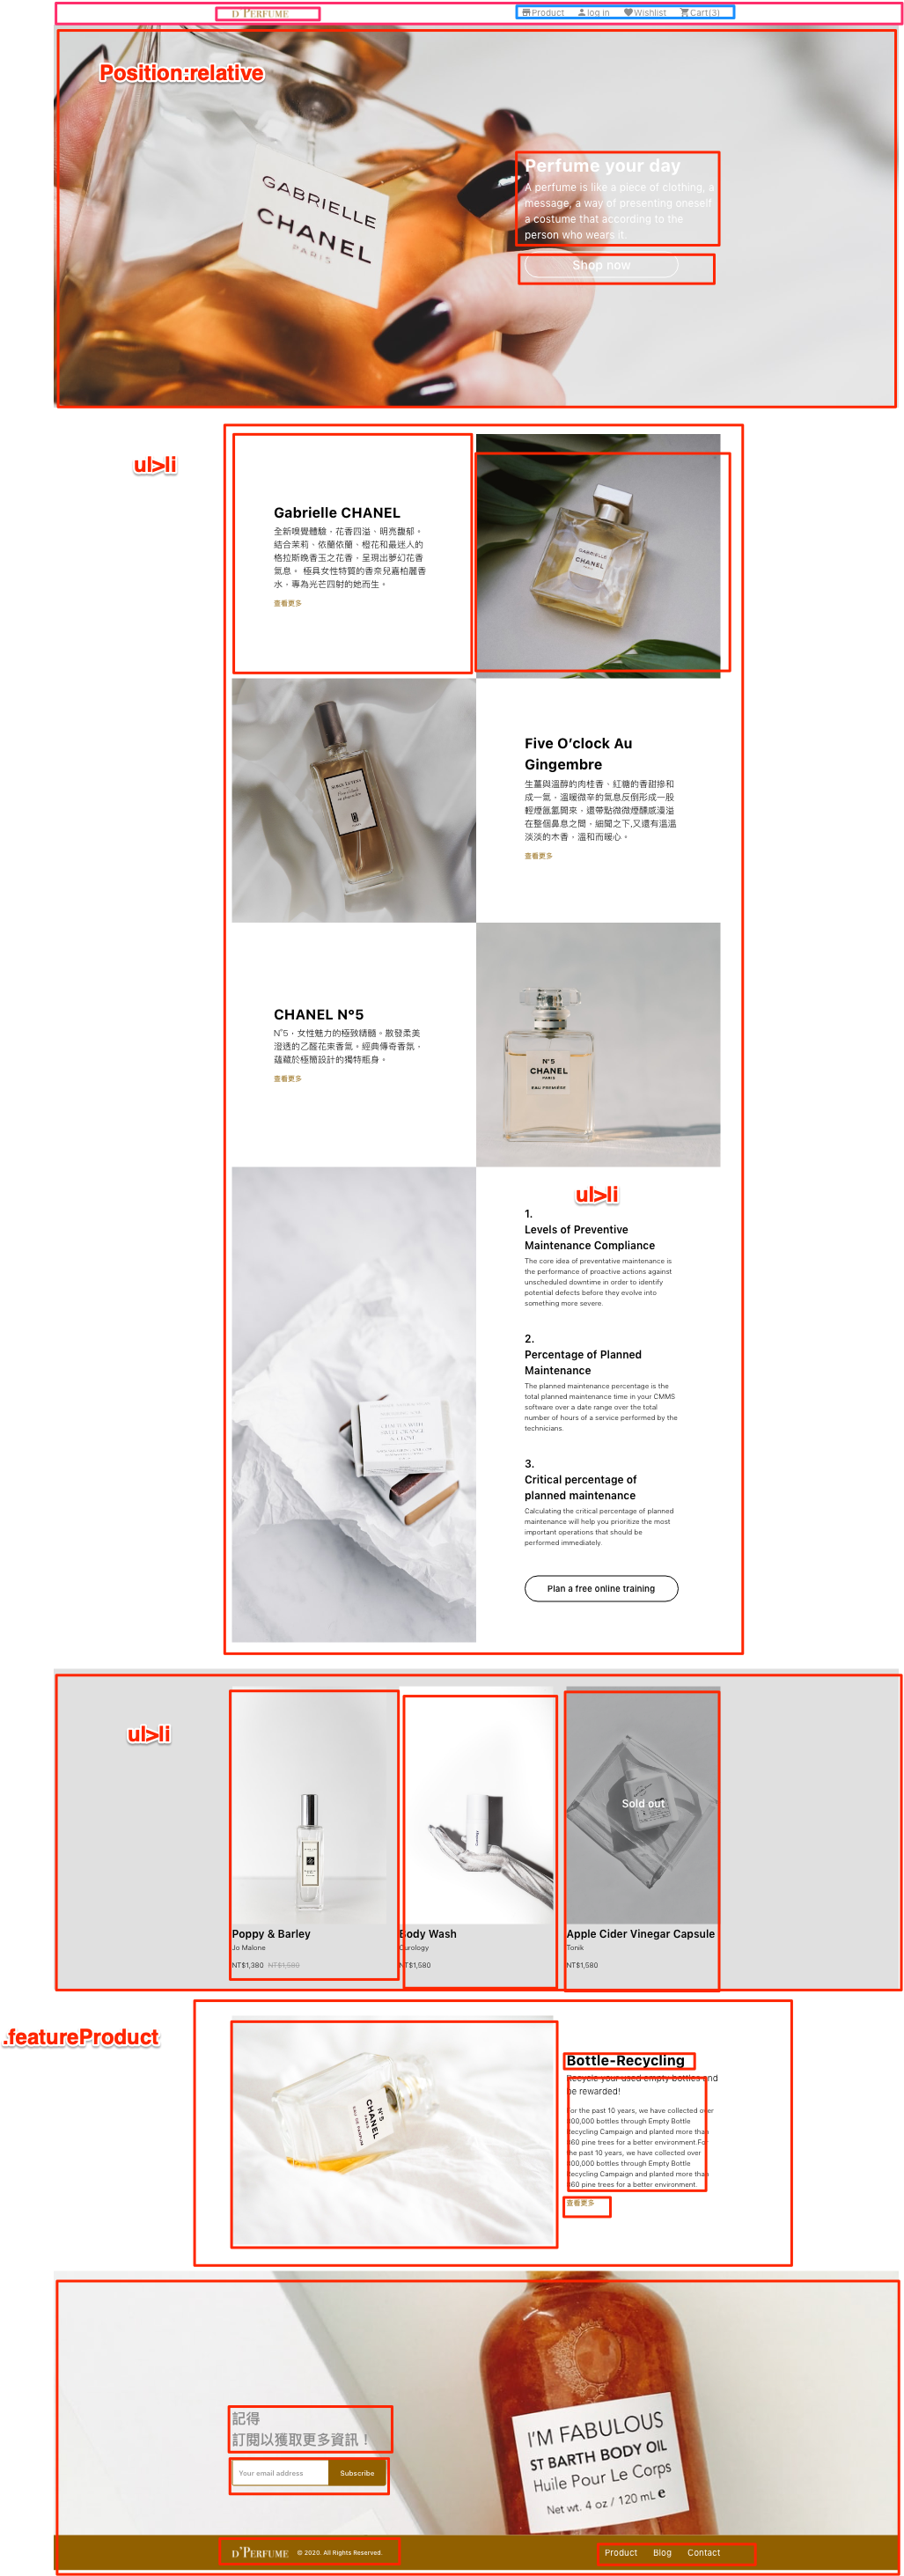 D'PERFUME
Product log in Wishlist Cart(3)
Position:relative
GABRIELLE
CHANEL
PARIS
Perfume your day
A perfume is like a piece of clothing, a
message, a way of presenting oneself
a costume that according to the
person who wears it.
Shop now
ul>li
Gabrielle CHANEL
全新嗅覺體驗,花香四溢、明亮馥郁。
結合茉莉、依蘭依蘭、橙花和最迷人的
格拉斯晚香玉之花香,呈現出夢幻花香
氣息。 極具女性特質的香奈兒嘉柏麗香
水,專為光芒四射的她而生。
查看更多
GABRIELLE
CHANEL
Five O'clock Au
Gingembre
生薑與溫醇的肉桂香、紅糖的香甜摻和
成一氣,溫暖微辛的氣息反倒形成一股
輕煙氤氳開來,還帶點微微煙醺感漫溢
在整個鼻息之間,細聞之下,又還有溫溫
淡淡的木香,溫和而暖心。
查看更多
CHANEL N°5
N°5,女性魅力的極致精髓。散發柔美
澄透的乙醛花束香氣。經典傳奇香氛,
蘊藏於極簡設計的獨特瓶身。
查看更多
N°5
CHANEL
PARIS
EAU PREMIÈRE
ul>li
1.
Levels of Preventive
Maintenance Compliance
The core idea of preventative maintenance is
the performance of proactive actions against
unscheduled downtime in order to identify
potential defects before they evolve into
something more severe.
2.
Percentage of Planned
Maintenance
The planned maintenance percentage is the
total planned maintenance time in your CMMS
software over a date range over the total
number of hours of a service performed by the
technicians.
3.
Critical percentage of
planned maintenance
Calculating the critical percentage of planned
maintenance will help you prioritize the most
important operations that should be
performed immediately.
Plan a free online training
ul>li
Sold out
Poppy & Barley
Jo Malone
NT$1,380 NT$1,580
Body Wash
Curology
NT$1,580
Apple Cider Vinegar Capsule
Tonik
NT$1,580
.featureProduct
N°5
CHANEL
EAU DE PARFUM
Bottle-Recycling
Recycle your used empty bottles and
be rewarded!
For the past 10 years, we have collected over
800,000 bottles through Empty Bottle
Recycling Campaign and planted more than
360 pine trees for a better environment.For
the past 10 years, we have collected over
800,000 bottles through Empty Bottle
Recycling Campaign and planted more than
360 pine trees for a better environment.
查看更多
記得
訂閱以獲取更多資訊!
Your email address Subscribe
I'M FABULOUS
ST BARTH BODY OIL
Huile Pour Le Corps
Net wt. 4 oz / 120 mL e
D'PERFUME © 2020. All Rights Reserved.
Product Blog Contact